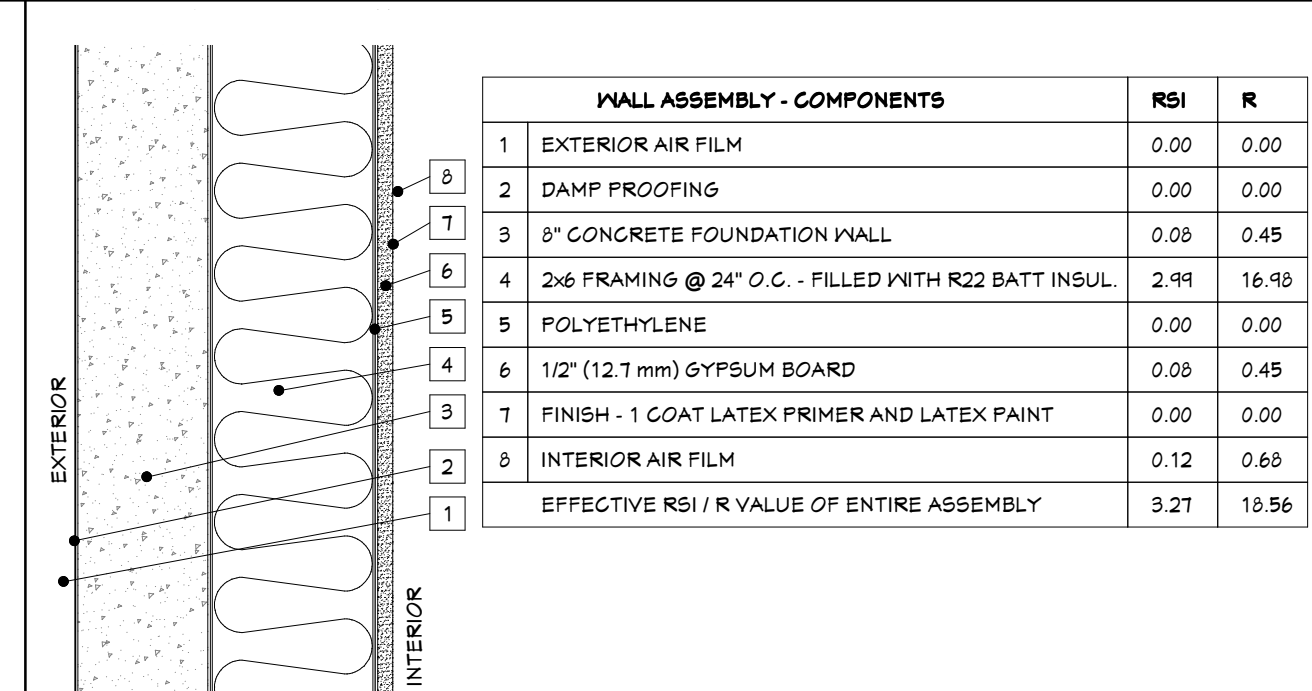 WALL ASSEMBLY - COMPONENTS RSI R
1 EXTERIOR AIR FILM 0.00 0.00
2 DAMP PROOFING 0.00 0.00
3 8" CONCRETE FOUNDATION WALL 0.08 0.45
4 2x6 FRAMING @ 24" O.C. - FILLED WITH R22 BATT INSUL. 2.99 16.98
5 POLYETHYLENE 0.00 0.00
6 1/2" (12.7 mm) GYPSUM BOARD 0.08 0.45
7 FINISH - 1 COAT LATEX PRIMER AND LATEX PAINT 0.00 0.00
8 INTERIOR AIR FILM 0.12 0.68
EFFECTIVE RSI / R VALUE OF ENTIRE ASSEMBLY 3.27 18.56
8
7
6
5
4
3
2
1
EXTERIOR
INTERIOR